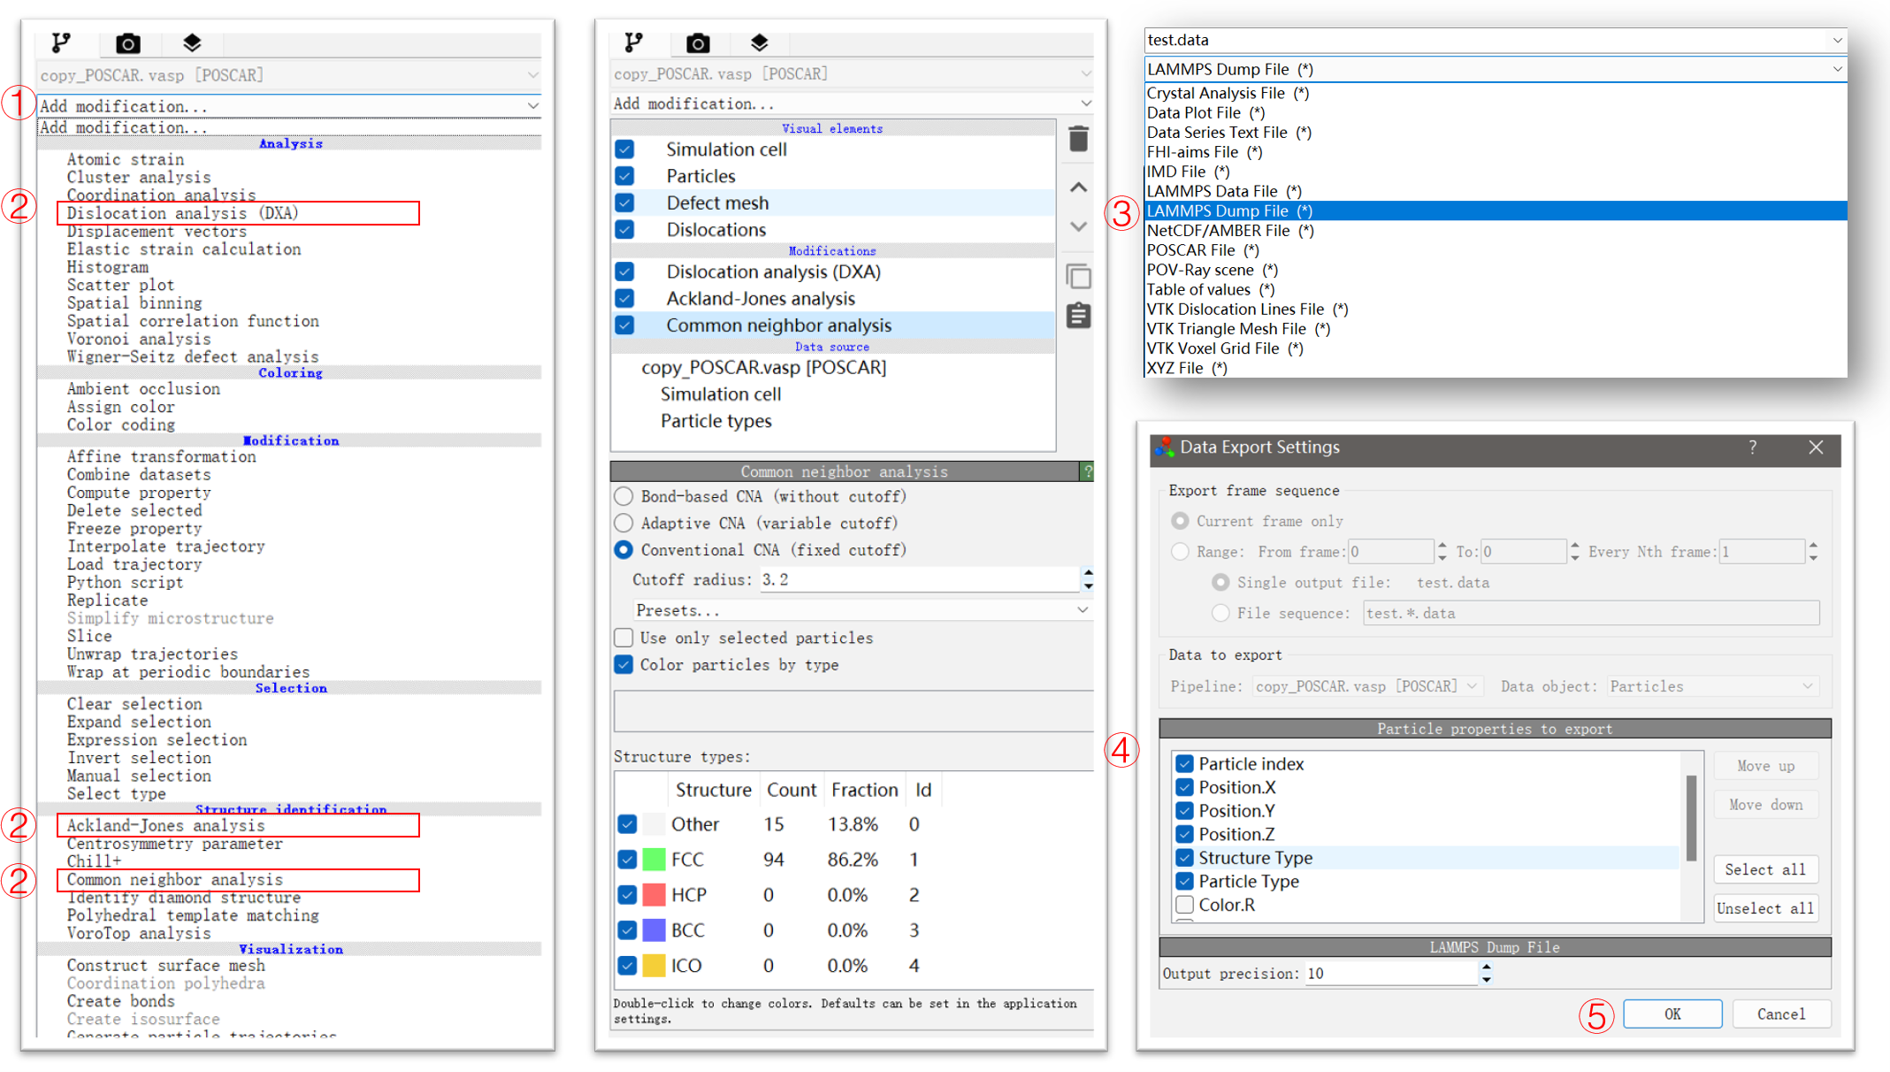 copy_POSCAR.vasp [POSCAR]
①
Add modification...
Add modification...
Analysis
Atomic strain
Cluster analysis
Coordination analysis
②
Dislocation analysis (DXA)
Displacement vectors
Elastic strain calculation
Histogram
Scatter plot
Spatial binning
Spatial correlation function
Voronoi analysis
Wigner-Seitz defect analysis
Coloring
Ambient occlusion
Assign color
Color coding
Modification
Affine transformation
Combine datasets
Compute property
Delete selected
Freeze property
Interpolate trajectory
Load trajectory
Python script
Replicate
Simplify microstructure
Slice
Unwrap trajectories
Wrap at periodic boundaries
Selection
Clear selection
Expand selection
Expression selection
Invert selection
Manual selection
Select type
Structure identification
②
Ackland-Jones analysis
Centrosymmetry parameter
Chill+
②
Common neighbor analysis
Identify diamond structure
Polyhedral template matching
VoroTop analysis
Visualization
Construct surface mesh
Coordination polyhedra
Create bonds
Create isosurface
Generate particle trajectories
copy_POSCAR.vasp [POSCAR]
Add modification...
Visual elements
Simulation cell
Particles
Defect mesh
Dislocations
Modifications
Dislocation analysis (DXA)
Ackland-Jones analysis
Common neighbor analysis
Data source
copy_POSCAR.vasp [POSCAR]
Simulation cell
Particle types
Common neighbor analysis ?
Bond-based CNA (without cutoff)
Adaptive CNA (variable cutoff)
Conventional CNA (fixed cutoff)
Cutoff radius: 3.2
Presets...
Use only selected particles
Color particles by type
Structure types:
Structure Count Fraction Id
Other 15 13.8% 0
FCC 94 86.2% 1
HCP 0 0.0% 2
BCC 0 0.0% 3
ICO 0 0.0% 4
Double-click to change colors. Defaults can be set in the application
settings.
test.data
LAMMPS Dump File (*)
Crystal Analysis File (*)
Data Plot File (*)
Data Series Text File (*)
FHI-aims File (*)
IMD File (*)
LAMMPS Data File (*)
③
LAMMPS Dump File (*)
NetCDF/AMBER File (*)
POSCAR File (*)
POV-Ray scene (*)
Table of values (*)
VTK Dislocation Lines File (*)
VTK Triangle Mesh File (*)
VTK Voxel Grid File (*)
XYZ File (*)
Data Export Settings ?
Export frame sequence
Current frame only
Range: From frame: 0 To: 0 Every Nth frame: 1
Single output file: test.data
File sequence: test.*.data
Data to export
Pipeline: copy_POSCAR.vasp [POSCAR] Data object: Particles
Particle properties to export
④
Particle index
Position.X
Position.Y
Position.Z
Structure Type
Particle Type
Color.R
Move up
Move down
Select all
Unselect all
LAMMPS Dump File
Output precision: 10
⑤
OK
Cancel